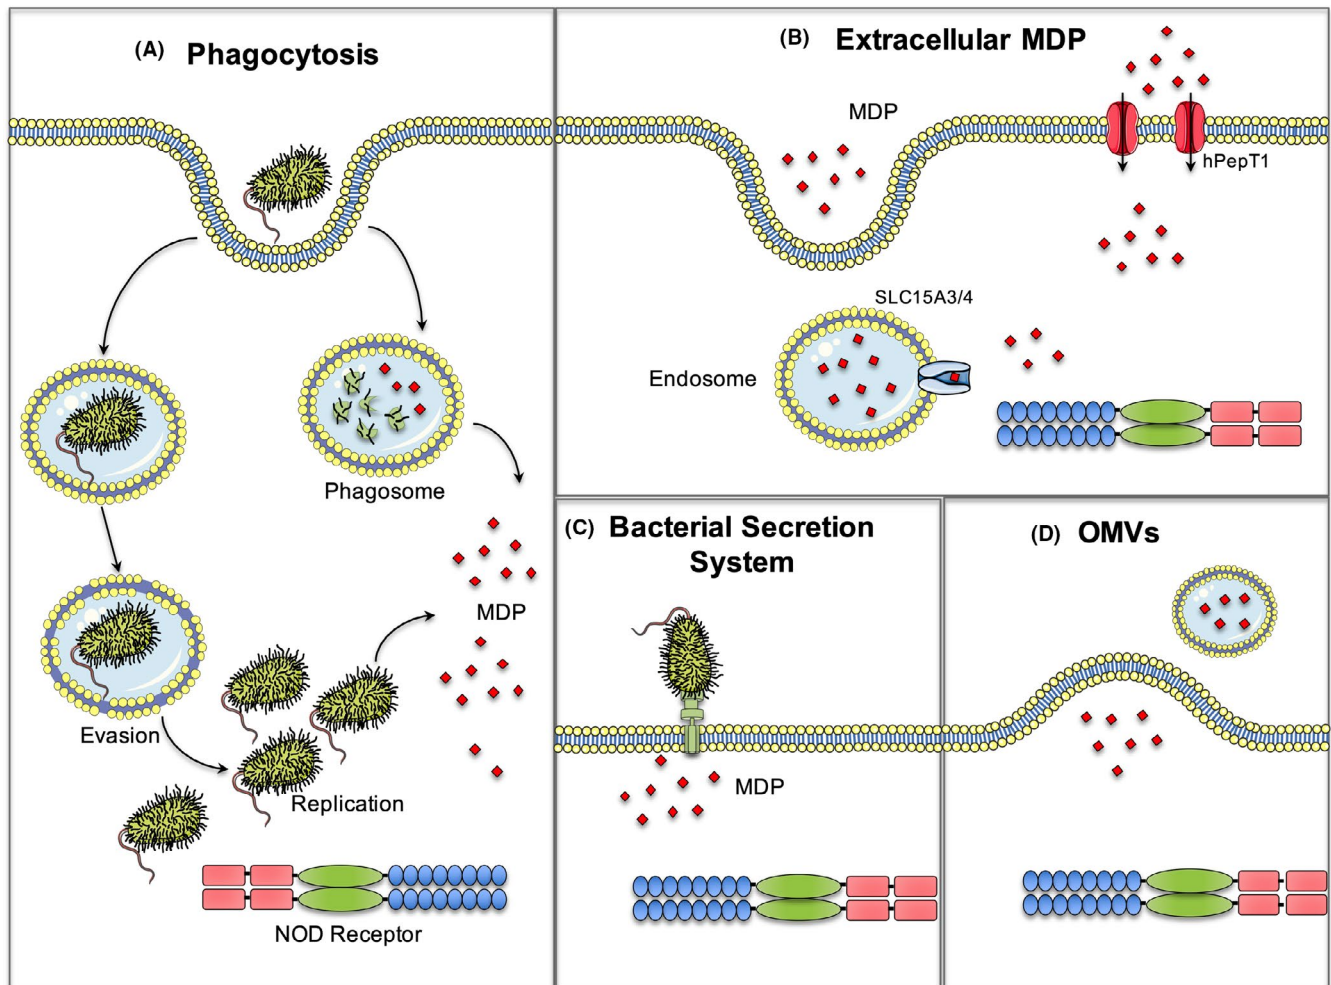 (A) Phagocytosis
Phagosome
MDP
Evasion
Replication
NOD Receptor
(B) Extracellular MDP
MDP
hPepT1
SLC15A3/4
Endosome
(C) Bacterial Secretion
System
MDP
(D) OMVs